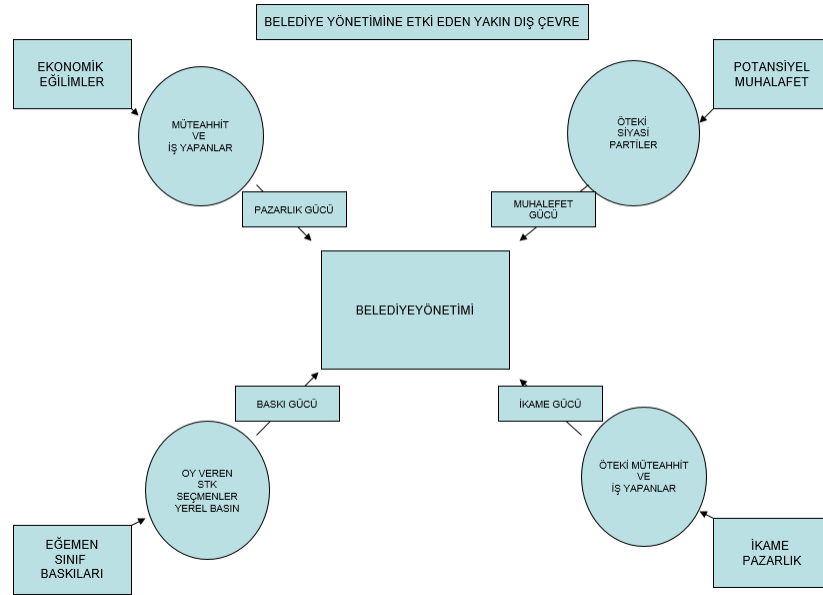 BELEDİYE YÖNETİMİNE ETKİ EDEN YAKIN DIŞ ÇEVRE
EKONOMİK
EĞİLİMLER
POTANSİYEL
MUHALAFET
MÜTEAHHİT
VE
İŞ YAPANLAR
ÖTEKİ
SİYASİ
PARTİLER
PAZARLIK GÜCÜ
MUHALEFET
GÜCÜ
BELEDİYEYÖNETİMİ
BASKI GÜCÜ
İKAME GÜCÜ
OY VEREN
STK
SEÇMENLER
YEREL BASIN
ÖTEKİ MÜTEAHHİT
VE
İŞ YAPANLAR
EĞEMEN
SINIF
BASKILARI
İKAME
PAZARLIK